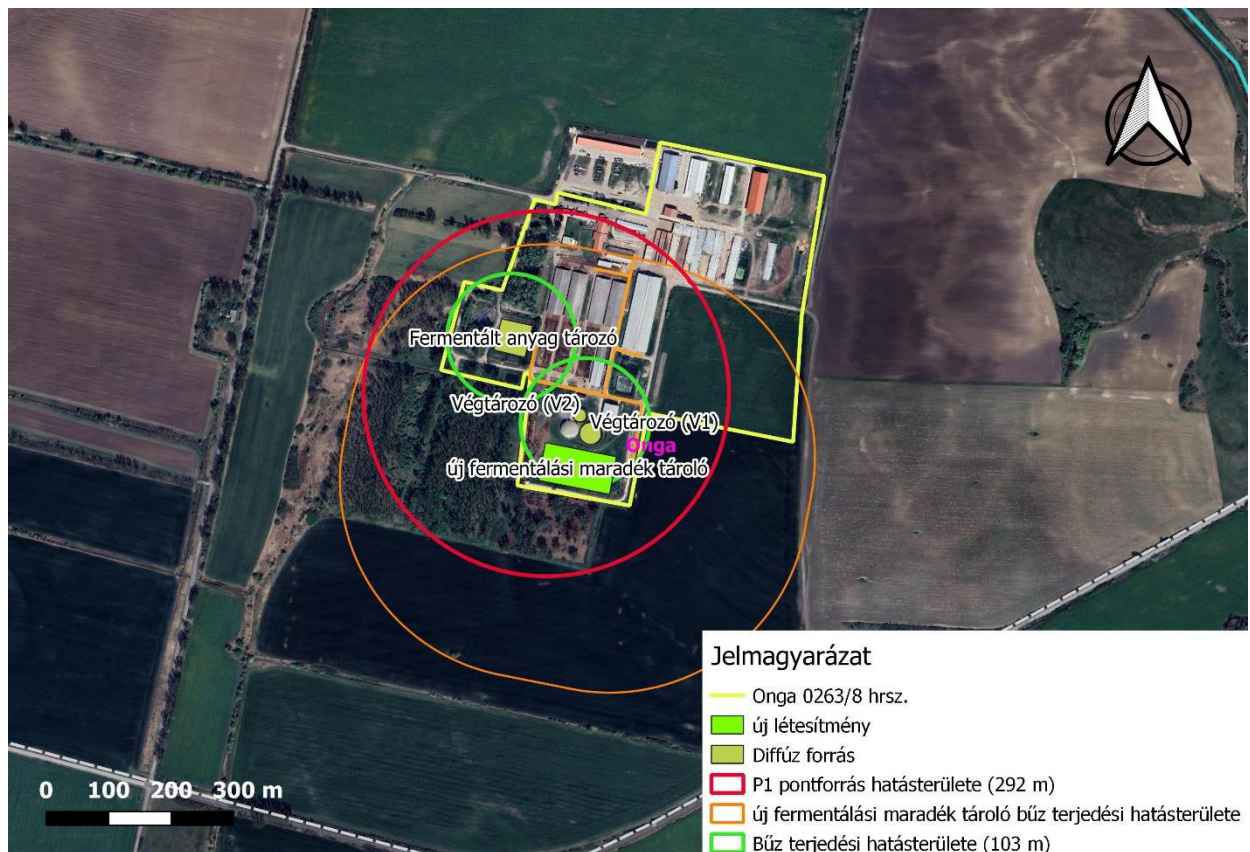 Fermentált anyag tározó
Végtározó (V2)
Végtározó (V1)
Onga
új fermentálási maradék tároló
0 100 200 300 m
Jelmagyarázat
Onga 0263/8 hrsz.
új létesítmény
Diffúz forrás
P1 pontforrás hatásterülete (292 m)
új fermentálási maradék tároló bűz terjedési hatásterülete
Bűz terjedési hatásterülete (103 m)